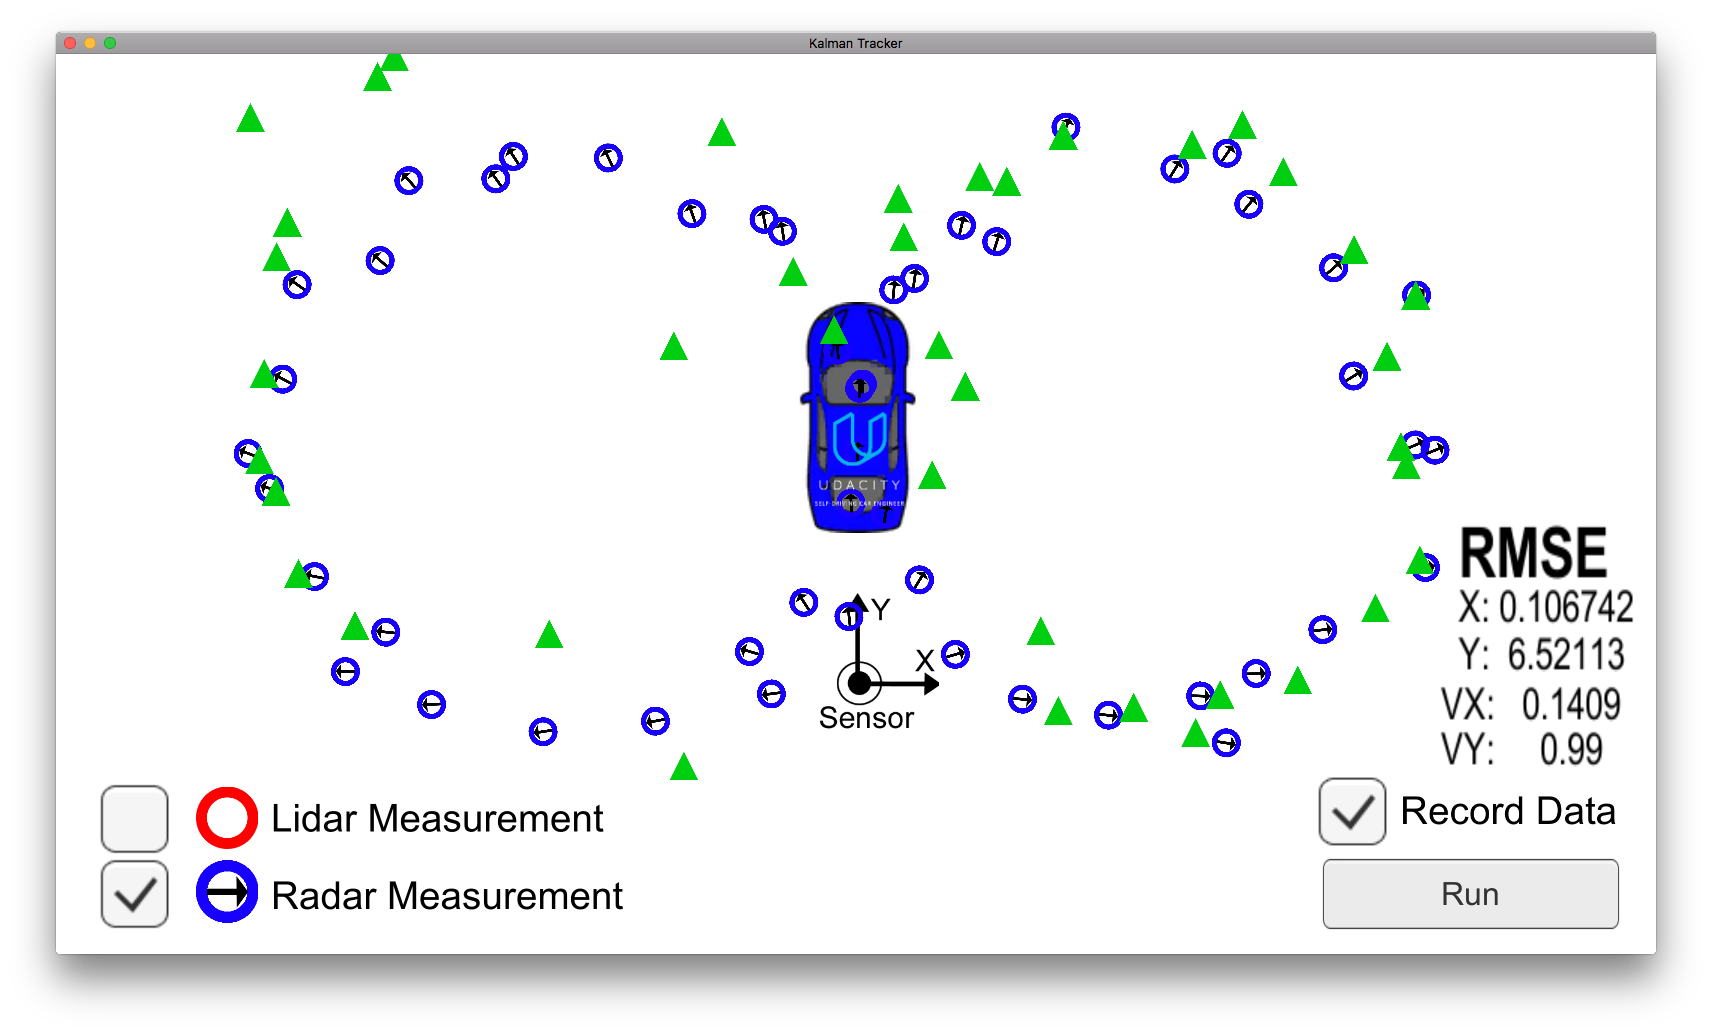 Kalman Tracker
UDACITY
SELF-DRIVING CAR ENGINEER
Y
X
Sensor
RMSE
X: 0.106742
Y: 6.52113
VX: 0.1409
VY: 0.99
Lidar Measurement
Radar Measurement
Record Data
Run